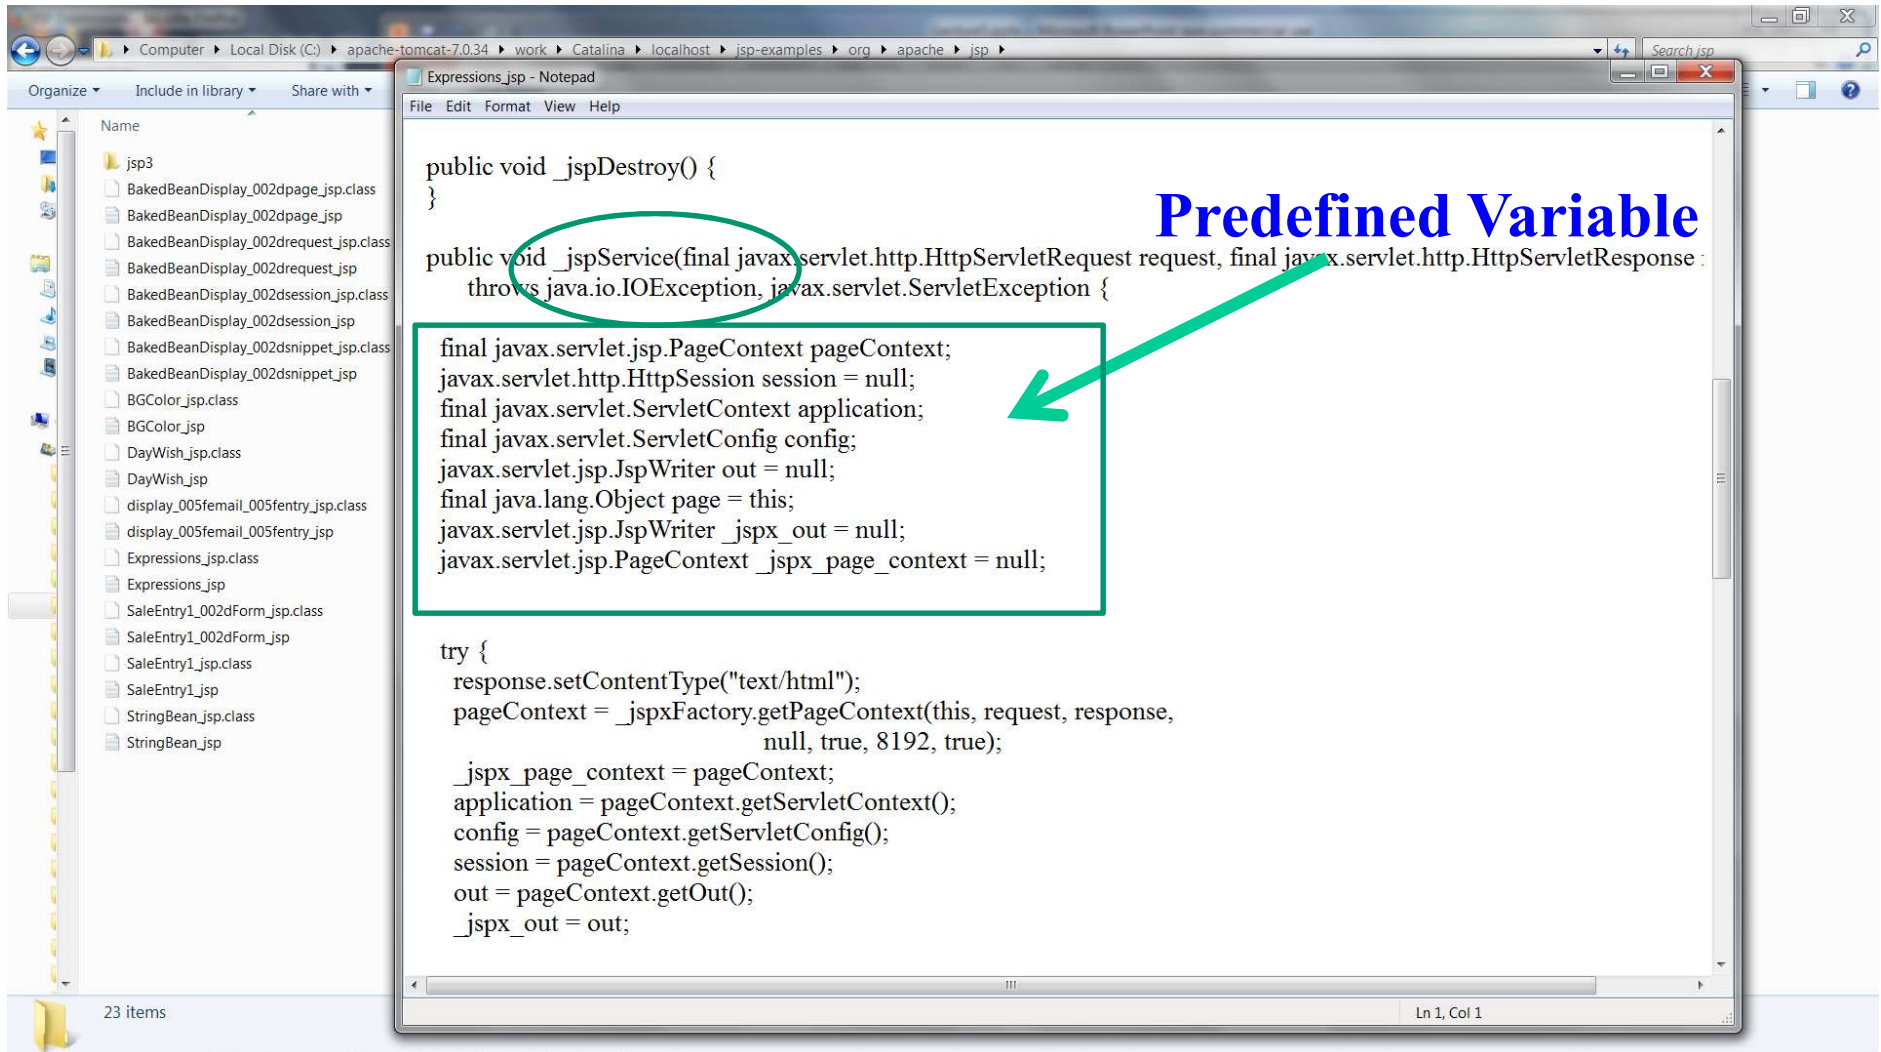 Computer Local Disk (C:) apache-tomcat-7.0.34 work Catalina localhost jsp-examples org apache jsp
Search jsp
Organize Include in library Share with
Name
jsp3
BakedBeanDisplay_002dpage_jsp.class
BakedBeanDisplay_002dpage_jsp
BakedBeanDisplay_002drequest_jsp.class
BakedBeanDisplay_002drequest_jsp
BakedBeanDisplay_002dsession_jsp.class
BakedBeanDisplay_002dsession_jsp
BakedBeanDisplay_002dsnippet_jsp.class
BakedBeanDisplay_002dsnippet_jsp
BGColor_jsp.class
BGColor_jsp
DayWish_jsp.class
DayWish_jsp
display_005femail_005fentry_jsp.class
display_005femail_005fentry_jsp
Expressions_jsp.class
Expressions_jsp
SaleEntry1_002dForm_jsp.class
SaleEntry1_002dForm_jsp
SaleEntry1_jsp.class
SaleEntry1_jsp
StringBean_jsp.class
StringBean_jsp
23 items
Expressions_jsp - Notepad
File Edit Format View Help
public void _jspDestroy() {
}
Predefined Variable
public void _jspService(final javax.servlet.http.HttpServletRequest request, final javax.servlet.http.HttpServletResponse
throws java.io.IOException, javax.servlet.ServletException {
final javax.servlet.jsp.PageContext pageContext;
javax.servlet.http.HttpSession session = null;
final javax.servlet.ServletContext application;
final javax.servlet.ServletConfig config;
javax.servlet.jsp.JspWriter out = null;
final java.lang.Object page = this;
javax.servlet.jsp.JspWriter _jspx_out = null;
javax.servlet.jsp.PageContext _jspx_page_context = null;
try {
response.setContentType("text/html");
pageContext = _jspxFactory.getPageContext(this, request, response,
null, true, 8192, true);
_jspx_page_context = pageContext;
application = pageContext.getServletContext();
config = pageContext.getServletConfig();
session = pageContext.getSession();
out = pageContext.getOut();
_jspx_out = out;
Ln 1, Col 1